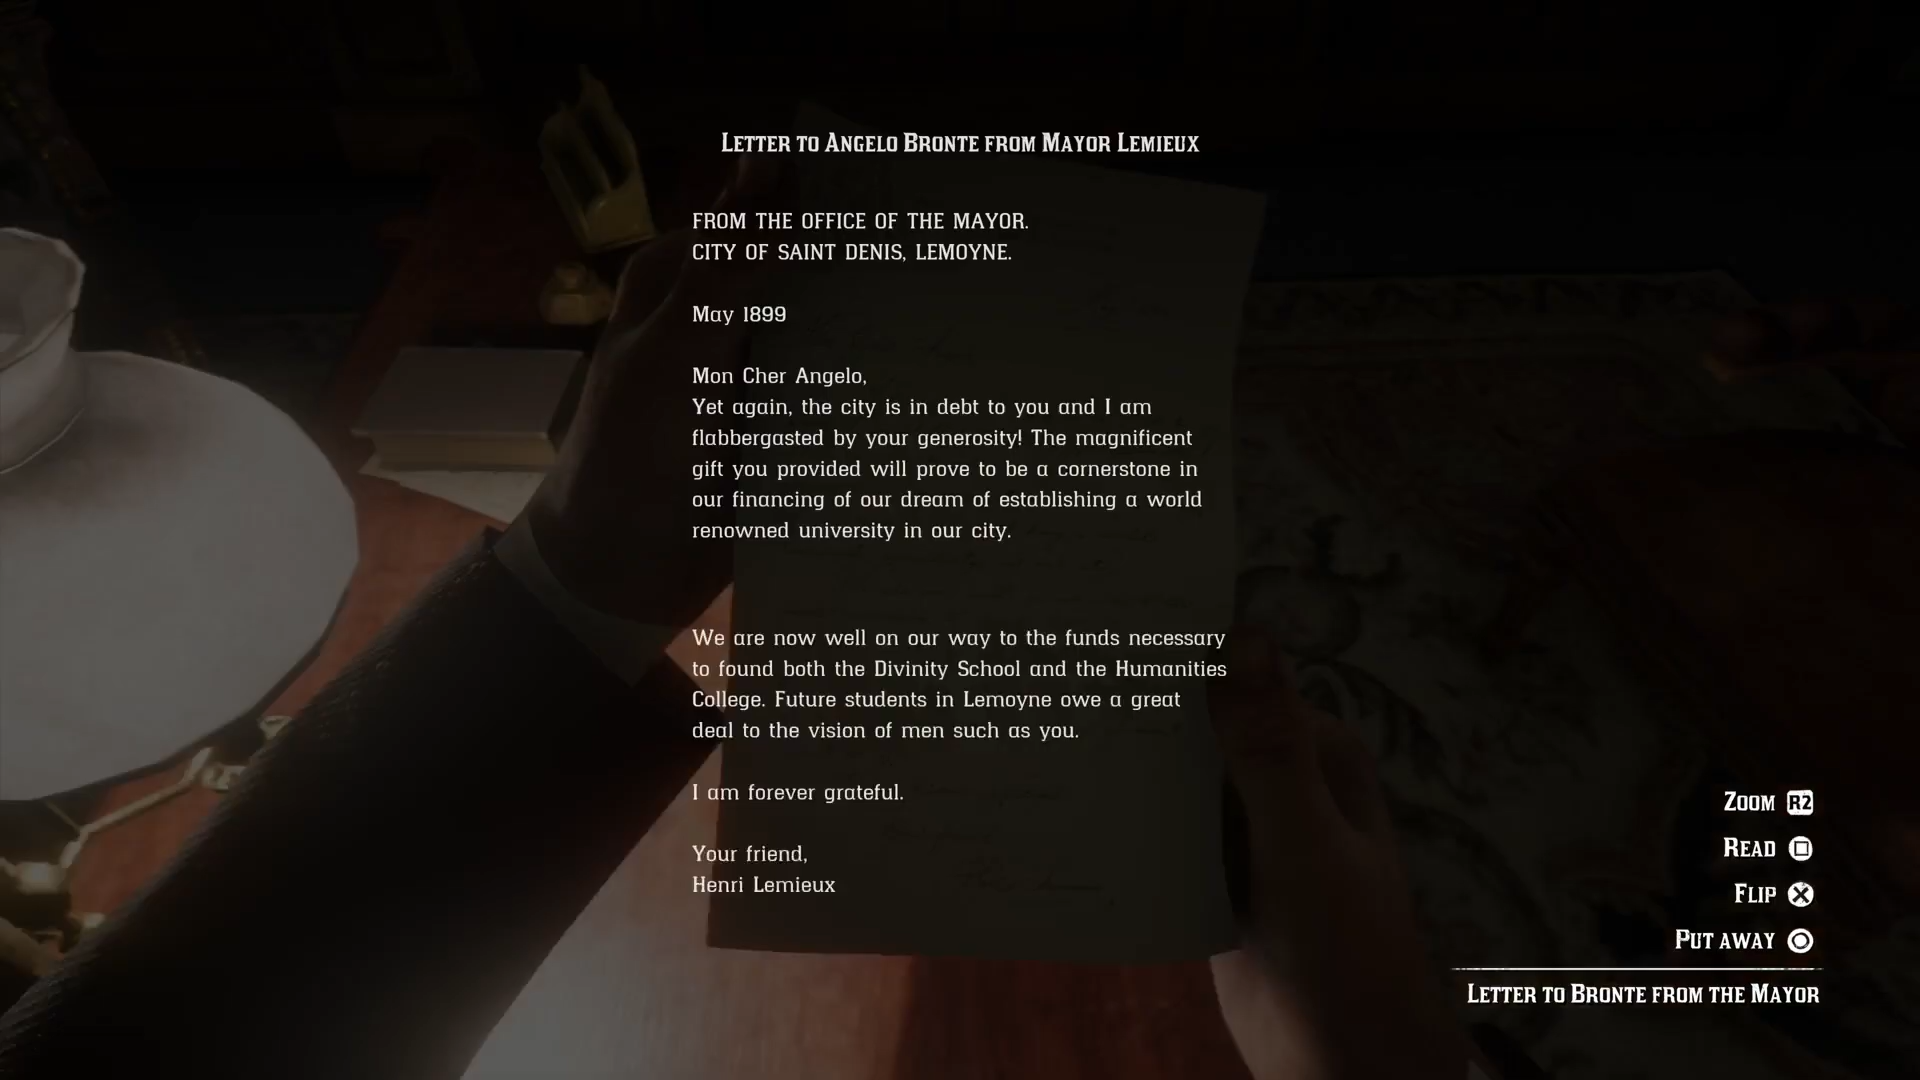 LETTER TO ANGELO BRONTE FROM MAYOR LEMIEUX
FROM THE OFFICE OF THE MAYOR.
CITY OF SAINT DENIS, LEMOYNE.
May 1899
Mon Cher Angelo,
Yet again, the city is in debt to you and I am
flabbergasted by your generosity! The magnificent
gift you provided will prove to be a cornerstone in
our financing of our dream of establishing a world
renowned university in our city.
We are now well on our way to the funds necessary
to found both the Divinity School and the Humanities
College. Future students in Lemoyne owe a great
deal to the vision of men such as you.
I am forever grateful.
Your friend,
Henri Lemieux
ZOOM R2
READ
FLIP
PUT AWAY
LETTER TO BRONTE FROM THE MAYOR